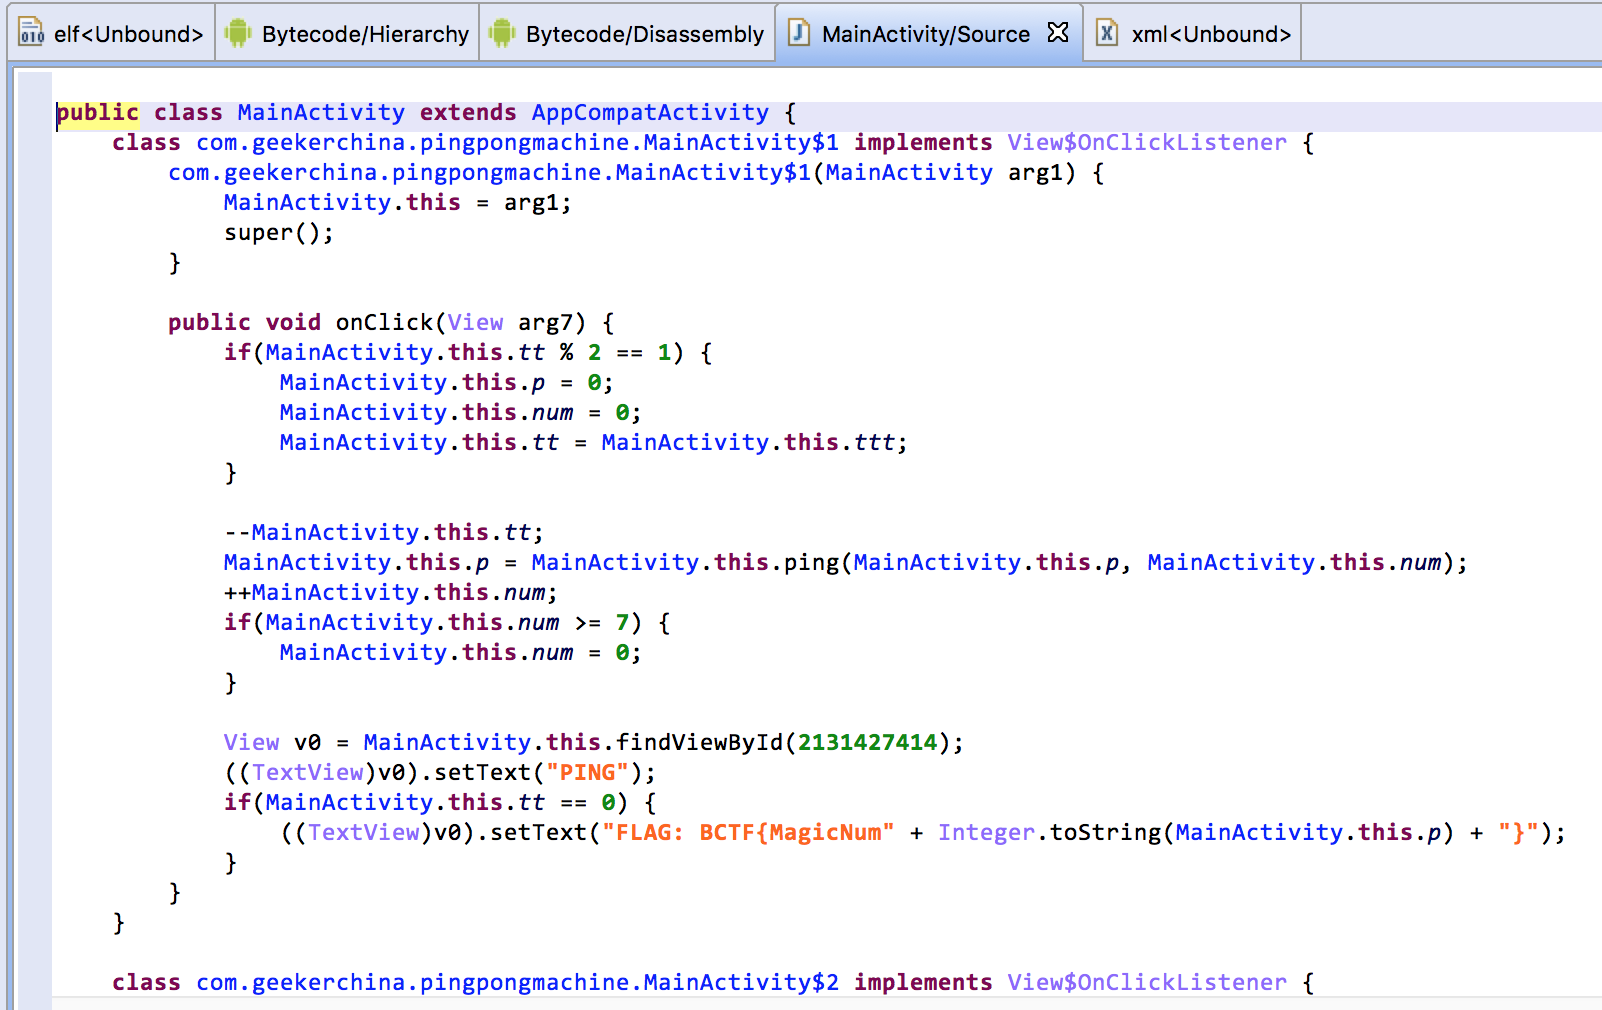 elf<Unbound> Bytecode/Hierarchy Bytecode/Disassembly MainActivity/Source xml<Unbound>
public class MainActivity extends AppCompatActivity {
    class com.geekerchina.pingpongmachine.MainActivity$1 implements View$OnClickListener {
        com.geekerchina.pingpongmachine.MainActivity$1(MainActivity arg1) {
            MainActivity.this = arg1;
            super();
        }

        public void onClick(View arg7) {
            if(MainActivity.this.tt % 2 == 1) {
                MainActivity.this.p = 0;
                MainActivity.this.num = 0;
                MainActivity.this.tt = MainActivity.this.ttt;
            }

            --MainActivity.this.tt;
            MainActivity.this.p = MainActivity.this.ping(MainActivity.this.p, MainActivity.this.num);
            ++MainActivity.this.num;
            if(MainActivity.this.num >= 7) {
                MainActivity.this.num = 0;
            }

            View v0 = MainActivity.this.findViewById(2131427414);
            ((TextView)v0).setText("PING");
            if(MainActivity.this.tt == 0) {
                ((TextView)v0).setText("FLAG: BCTF{MagicNum" + Integer.toString(MainActivity.this.p) + "}");
            }
        }
    }

    class com.geekerchina.pingpongmachine.MainActivity$2 implements View$OnClickListener {